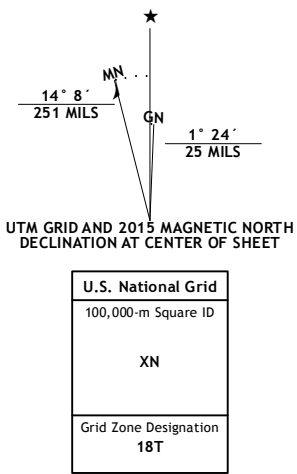 MN
14° 8´
251 MILS
GN
1° 24´
25 MILS
UTM GRID AND 2015 MAGNETIC NORTH
DECLINATION AT CENTER OF SHEET
U.S. National Grid
100,000-m Square ID
XN
Grid Zone Designation
18T